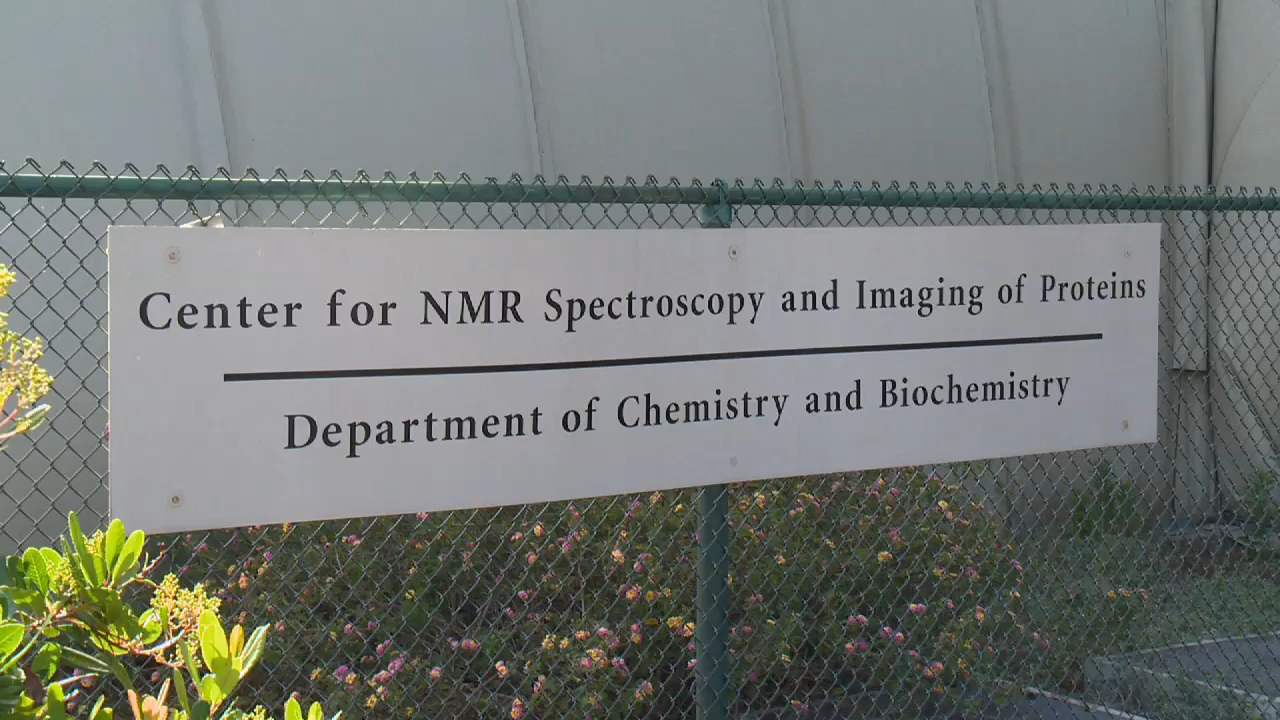 Center for NMR Spectroscopy and Imaging of Proteins
Department of Chemistry and Biochemistry